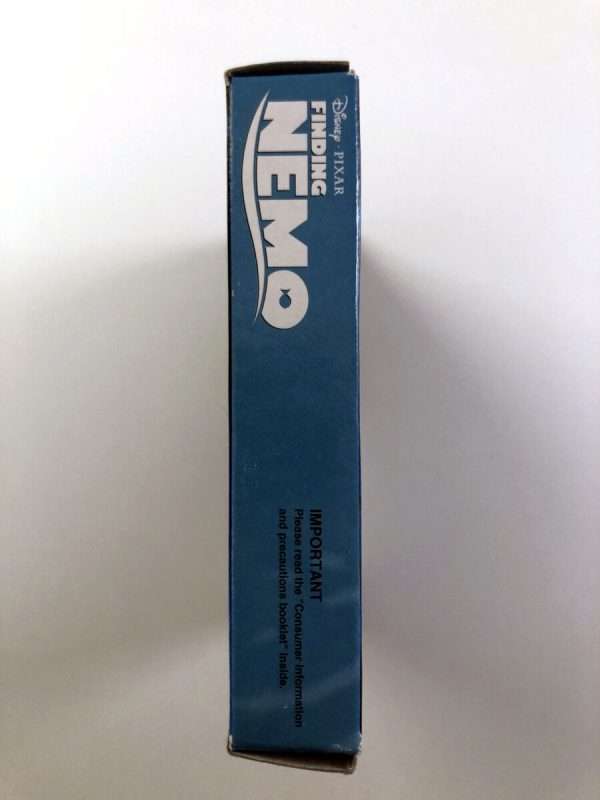 Disney · PIXAR
FINDING
NEMO
IMPORTANT
Please read the "Consumer Information
and precautions booklet" inside.